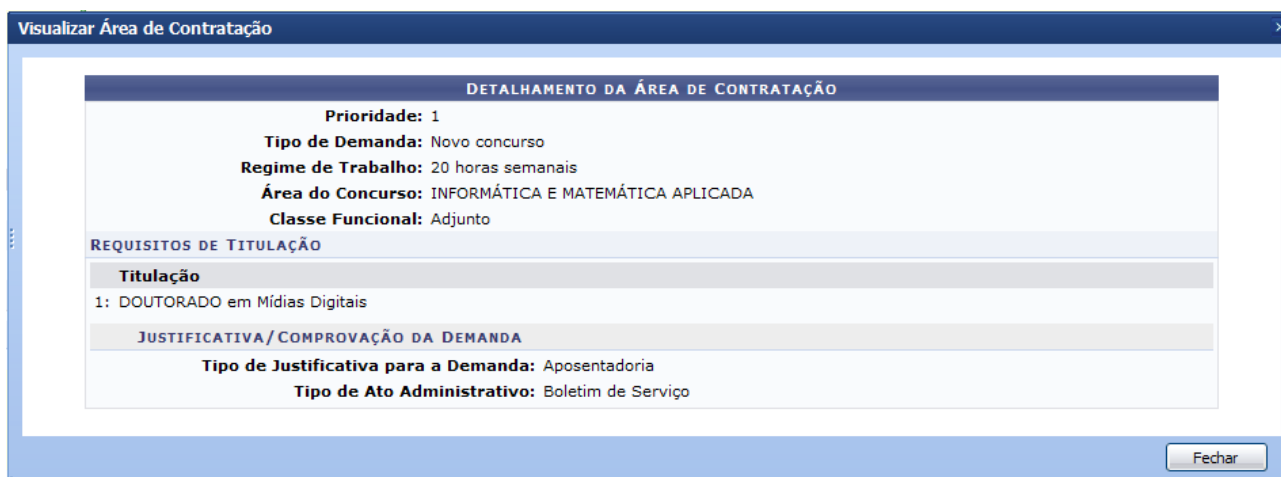 Visualizar Área de Contratação
DETALHAMENTO DA ÁREA DE CONTRATAÇÃO
Prioridade: 1
Tipo de Demanda: Novo concurso
Regime de Trabalho: 20 horas semanais
Área do Concurso: INFORMÁTICA E MATEMÁTICA APLICADA
Classe Funcional: Adjunto
REQUISITOS DE TITULAÇÃO
Titulação
1: DOUTORADO em Mídias Digitais
JUSTIFICATIVA/COMPROVAÇÃO DA DEMANDA
Tipo de Justificativa para a Demanda: Aposentadoria
Tipo de Ato Administrativo: Boletim de Serviço
Fechar